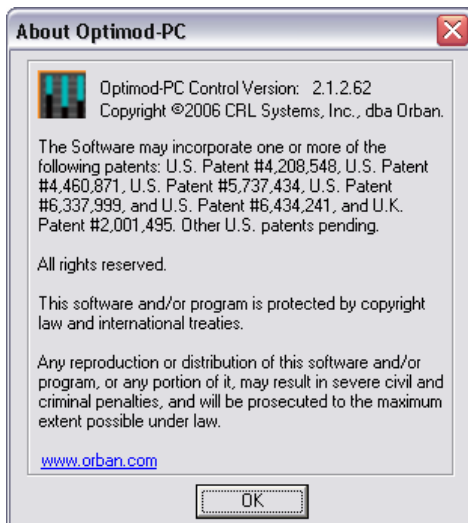 About Optimod-PC
Optimod-PC Control Version:   2.1.2.62
Copyright ©2006 CRL Systems, Inc., dba Orban.
The Software may incorporate one or more of the
following patents: U.S. Patent #4,208,548, U.S. Patent
#4,460,871, U.S. Patent #5,737,434, U.S. Patent
#6,337,999, and U.S. Patent #6,434,241, and U.K.
Patent #2,001,495. Other U.S. patents pending.
All rights reserved.
This software and/or program is protected by copyright
law and international treaties.
Any reproduction or distribution of this software and/or
program, or any portion of it, may result in severe civil and
criminal penalties, and will be prosecuted to the maximum
extent possible under law.
www.orban.com
OK